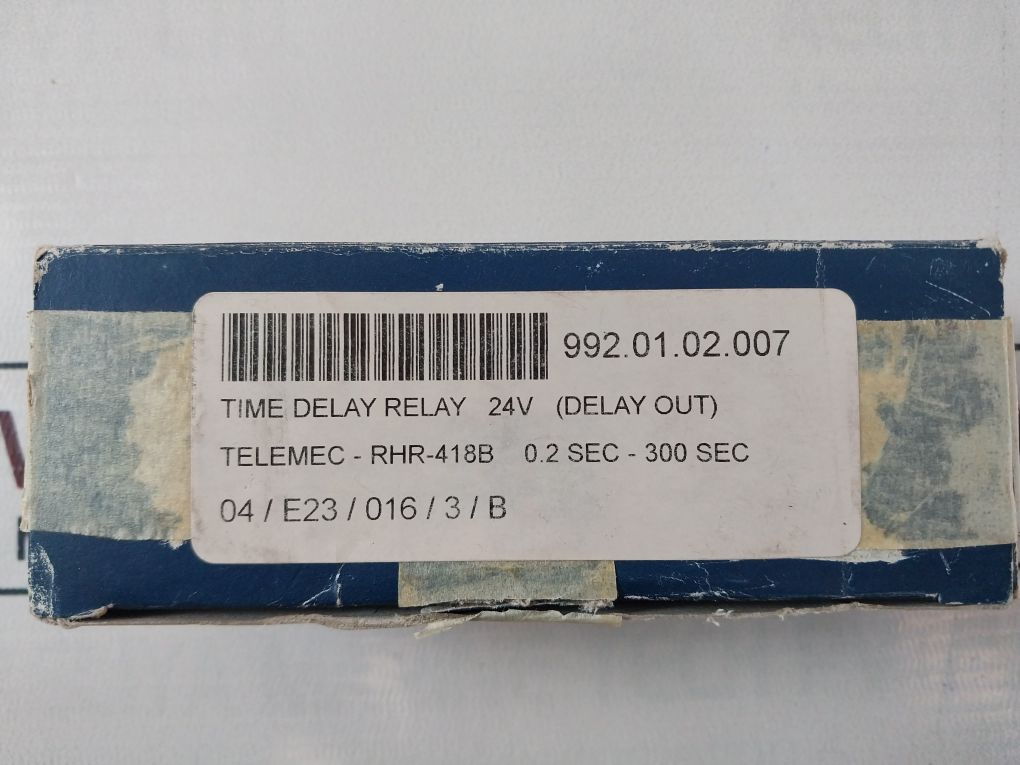 992.01.02.007
TIME DELAY RELAY 24V (DELAY OUT)
TELEMEC - RHR-418B 0.2 SEC - 300 SEC
04 / E23 / 016 / 3 / B